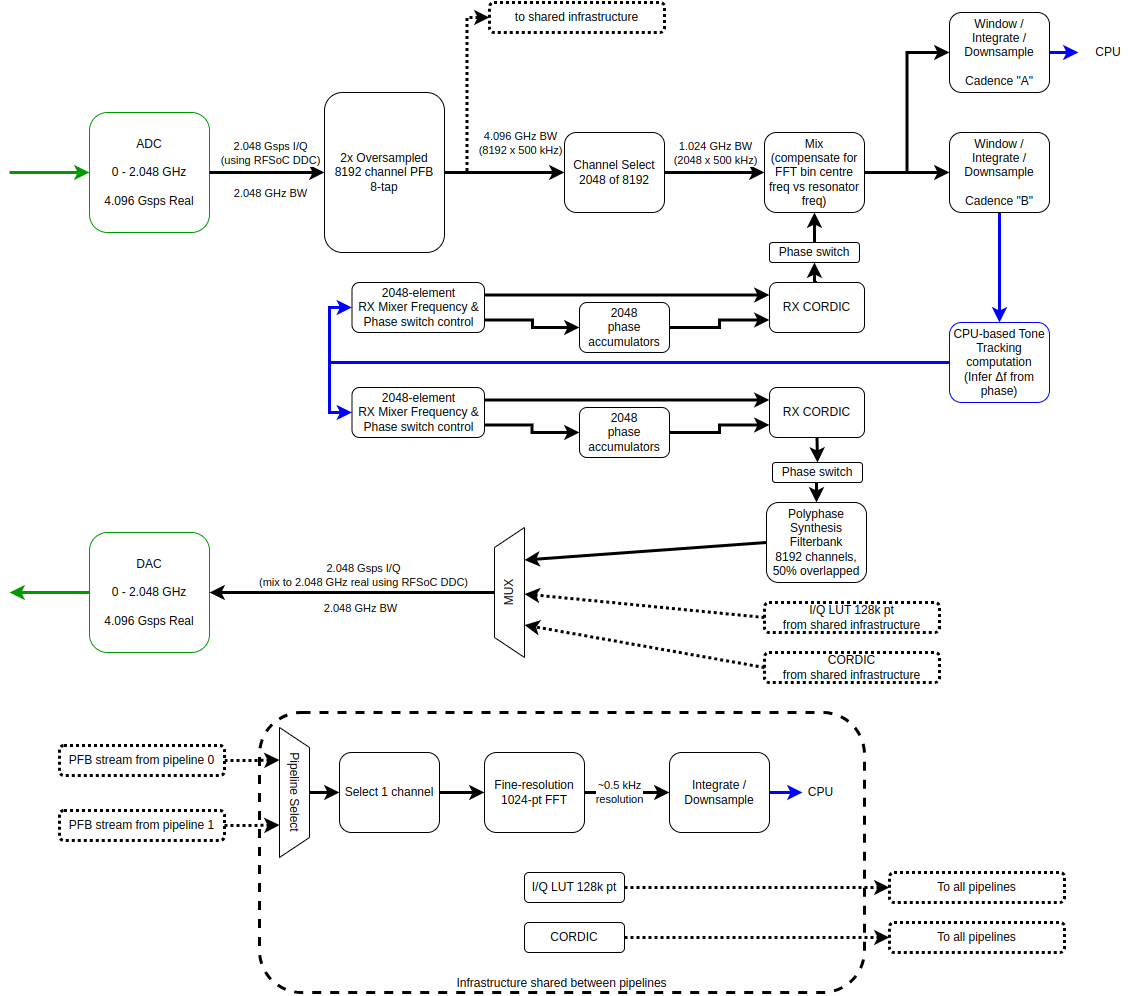 to shared infrastructure
Window /
Integrate /
Downsample
Cadence "A"
CPU
ADC
0 - 2.048 GHz
4.096 Gsps Real
2.048 Gsps I/Q
(using RFSoC DDC)
2.048 GHz BW
2x Oversampled
8192 channel PFB
8-tap
4.096 GHz BW
(8192 x 500 kHz)
Channel Select
2048 of 8192
1.024 GHz BW
(2048 x 500 kHz)
Mix
(compensate for
FFT bin centre
freq vs resonator
freq)
Window /
Integrate /
Downsample
Cadence "B"
Phase switch
2048-element
RX Mixer Frequency &
Phase switch control
2048
phase
accumulators
RX CORDIC
CPU-based Tone
Tracking
computation
(Infer Δf from
phase)
2048-element
RX Mixer Frequency &
Phase switch control
2048
phase
accumulators
RX CORDIC
Phase switch
Polyphase
Synthesis
Filterbank
8192 channels,
50% overlapped
DAC
0 - 2.048 GHz
4.096 Gsps Real
2.048 Gsps I/Q
(mix to 2.048 GHz real using RFSoC DDC)
2.048 GHz BW
MUX
I/Q LUT 128k pt
from shared infrastructure
CORDIC
from shared infrastructure
PFB stream from pipeline 0
PFB stream from pipeline 1
Pipeline Select
Select 1 channel
Fine-resolution
1024-pt FFT
~0.5 kHz
resolution
Integrate /
Downsample
CPU
I/Q LUT 128k pt
To all pipelines
CORDIC
To all pipelines
Infrastructure shared between pipelines